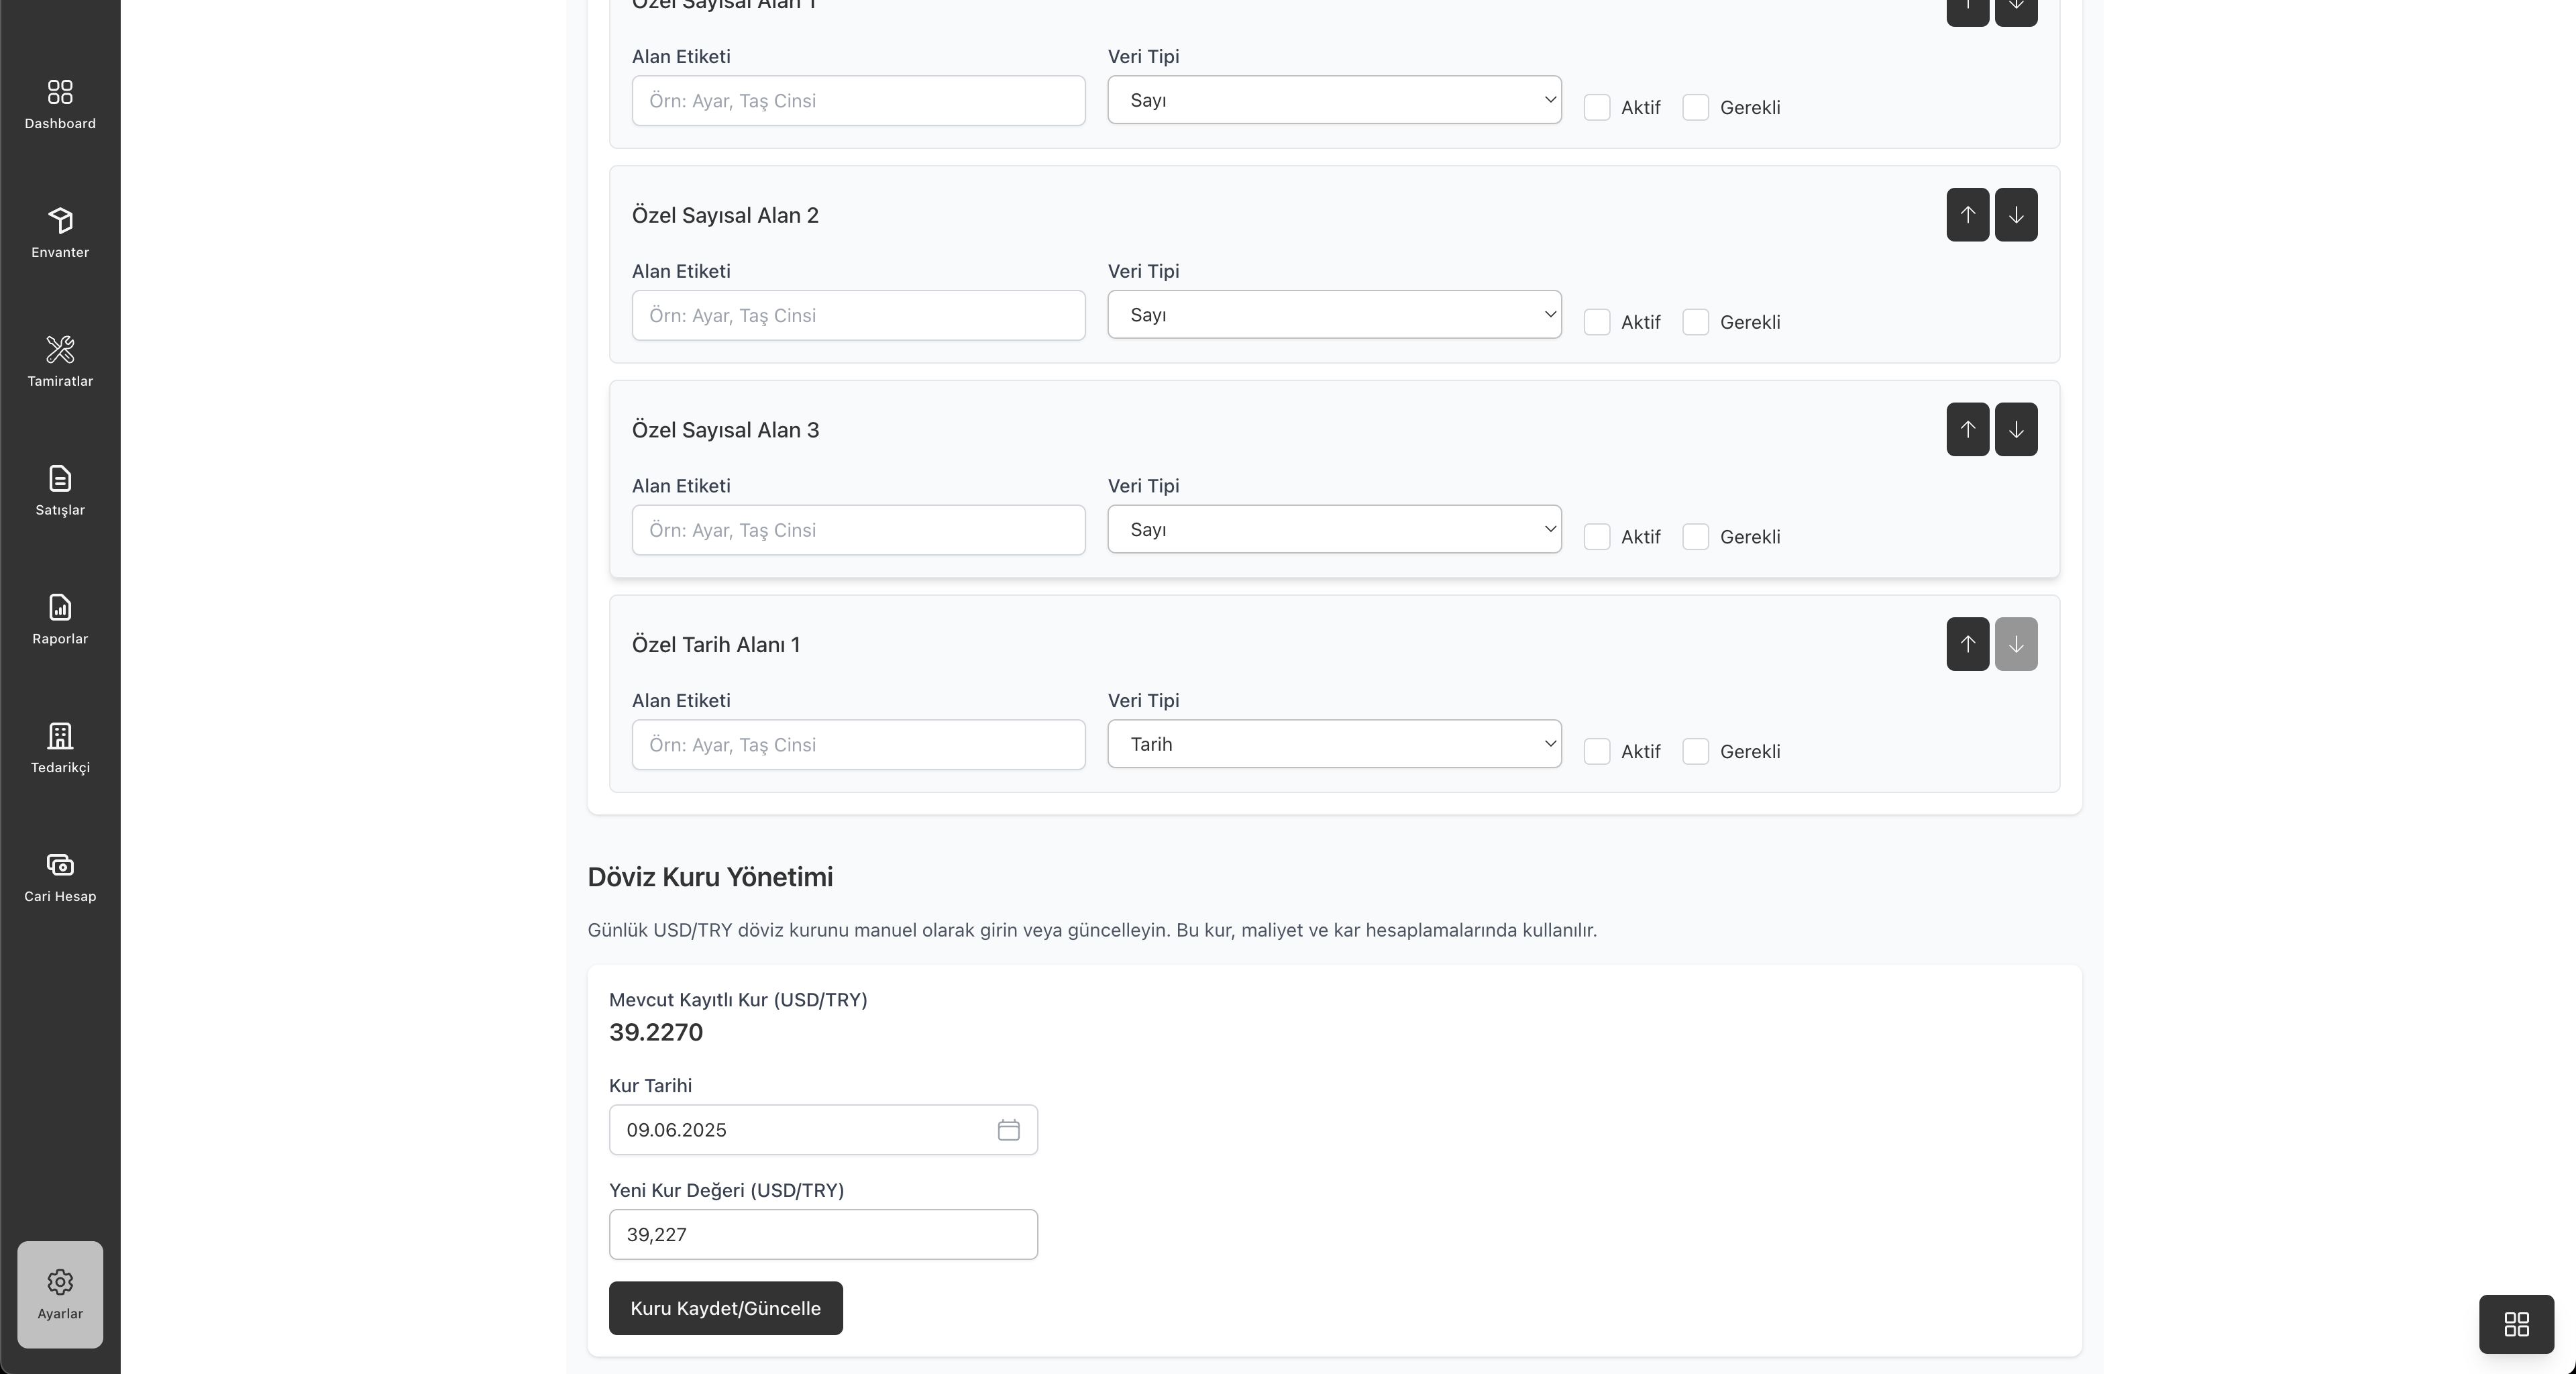 Dashboard
Envanter
Tamiratlar
Satışlar
Raporlar
Tedarikçi
Cari Hesap
Ayarlar
Özel Sayısal Alan 1
Alan Etiketi
Veri Tipi
Örn: Ayar, Taş Cinsi
Sayı
Aktif
Gerekli
Özel Sayısal Alan 2
Alan Etiketi
Veri Tipi
Örn: Ayar, Taş Cinsi
Sayı
Aktif
Gerekli
Özel Sayısal Alan 3
Alan Etiketi
Veri Tipi
Örn: Ayar, Taş Cinsi
Sayı
Aktif
Gerekli
Özel Tarih Alanı 1
Alan Etiketi
Veri Tipi
Örn: Ayar, Taş Cinsi
Tarih
Aktif
Gerekli
Döviz Kuru Yönetimi
Günlük USD/TRY döviz kurunu manuel olarak girin veya güncelleyin. Bu kur, maliyet ve kar hesaplamalarında kullanılır.
Mevcut Kayıtlı Kur (USD/TRY)
39.2270
Kur Tarihi
09.06.2025
Yeni Kur Değeri (USD/TRY)
39,227
Kuru Kaydet/Güncelle